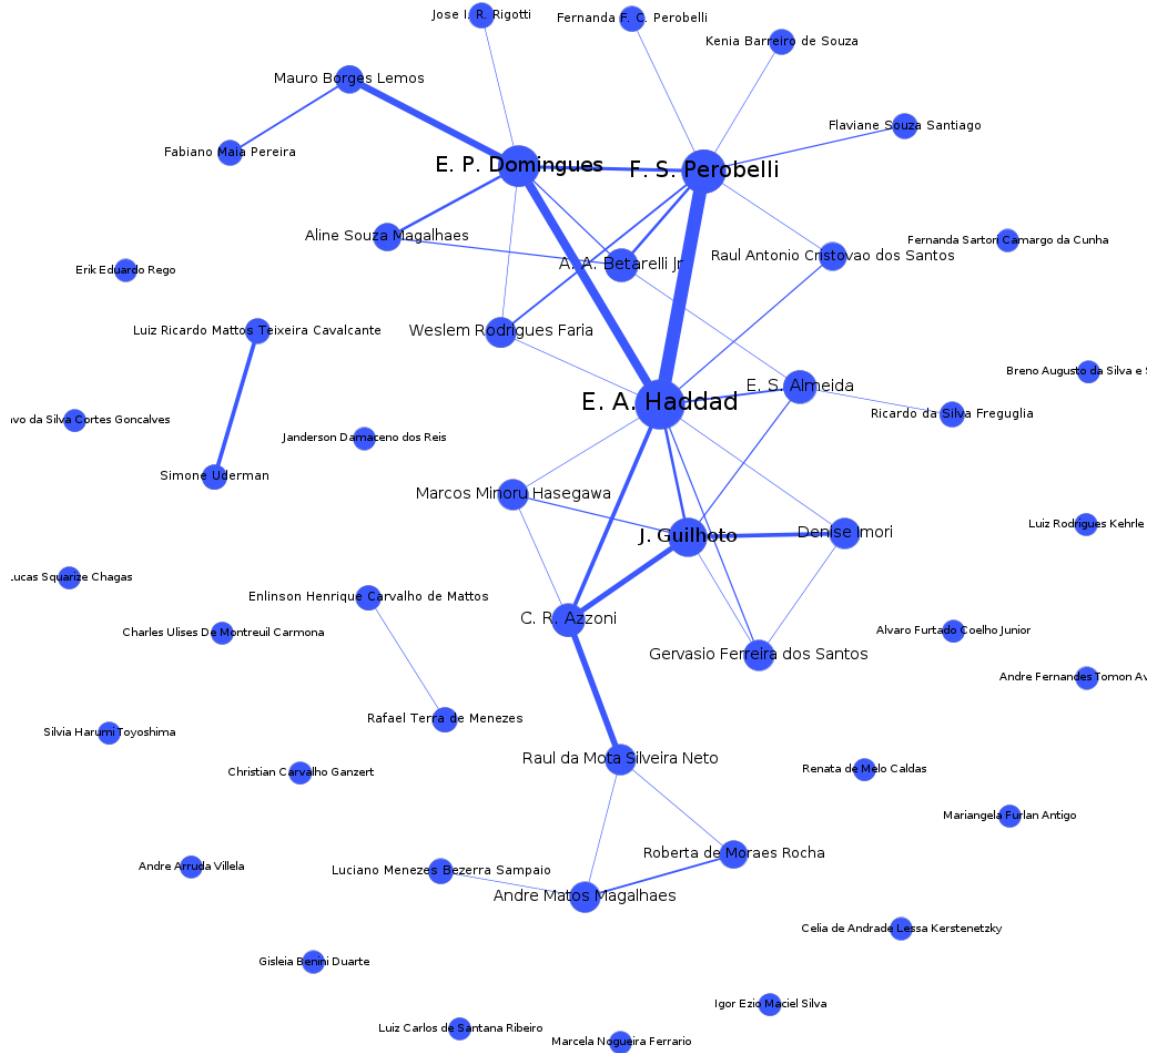 Jose I. R. Rigotti
Fernanda F. C. Perobelli
Kenia Barreiro de Souza
Mauro Borges Lemos
Flaviane Souza Santiago
Fabiano Maia Pereira
E. P. Domingues
F. S. Perobelli
Aline Souza Magalhaes
Fernanda Sartori Camargo da Cunha
Raul Antonio Cristovao dos Santos
A. A. Betarelli Jr
Erik Eduardo Rego
Luiz Ricardo Mattos Teixeira Cavalcante
Weslem Rodrigues Faria
Breno Augusto da Silva e
E. S. Almeida
E. A. Haddad
Ricardo da Silva Freguglia
vo da Silva Cortes Goncalves
Janderson Damaceno dos Reis
Simone Uderman
Marcos Minoru Hasegawa
Luiz Rodrigues Kehrle
J. Guilhoto
Denise Imori
ucas Squarize Chagas
Enlinson Henrique Carvalho de Mattos
C. R. Azzoni
Charles Ulises De Montreuil Carmona
Alvaro Furtado Coelho Junior
Gervasio Ferreira dos Santos
Andre Fernandes Tomon Av
Rafael Terra de Menezes
Silvia Harumi Toyoshima
Raul da Mota Silveira Neto
Christian Carvalho Ganzert
Renata de Melo Caldas
Mariangela Furlan Antigo
Roberta de Moraes Rocha
Andre Arruda Villela
Luciano Menezes Bezerra Sampaio
Andre Matos Magalhaes
Celia de Andrade Lessa Kerstenetzky
Gisleia Benini Duarte
Igor Ezio Maciel Silva
Luiz Carlos de Santana Ribeiro
Marcela Nogueira Ferrario